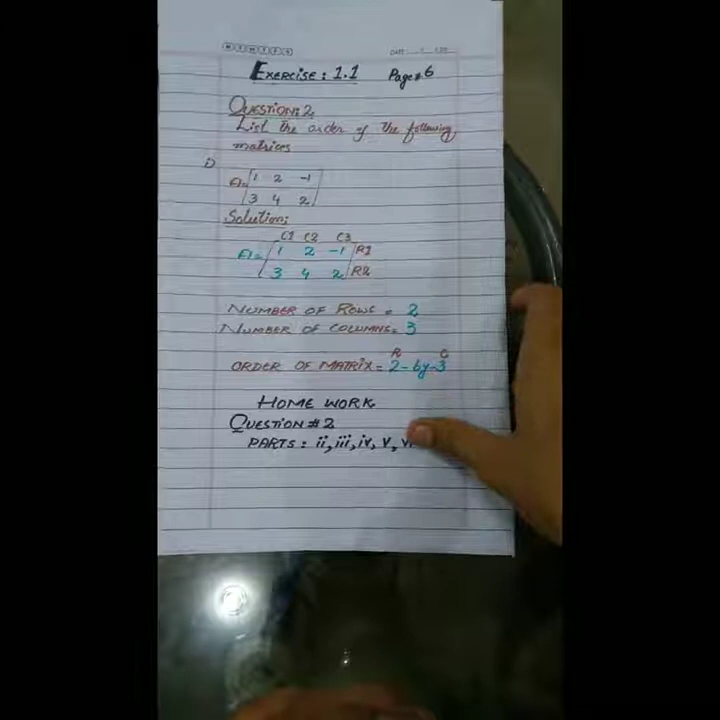 M T W T F S
DATE:
Exercise: 1.1 Page# 6
Question: 2
List the order of the following
matrices
i)
A= 1 2 -1
3 4 2
Solution:
C1 C2 C3
A= 1 2 -1 R1
3 4 2 R2
NUMBER OF ROWS = 2
NUMBER OF COLUMNS= 3
R C
ORDER OF MATRIX = 2-by-3
HOME WORK
QUESTION # 2
PARTS: ii, iii, iv, v,